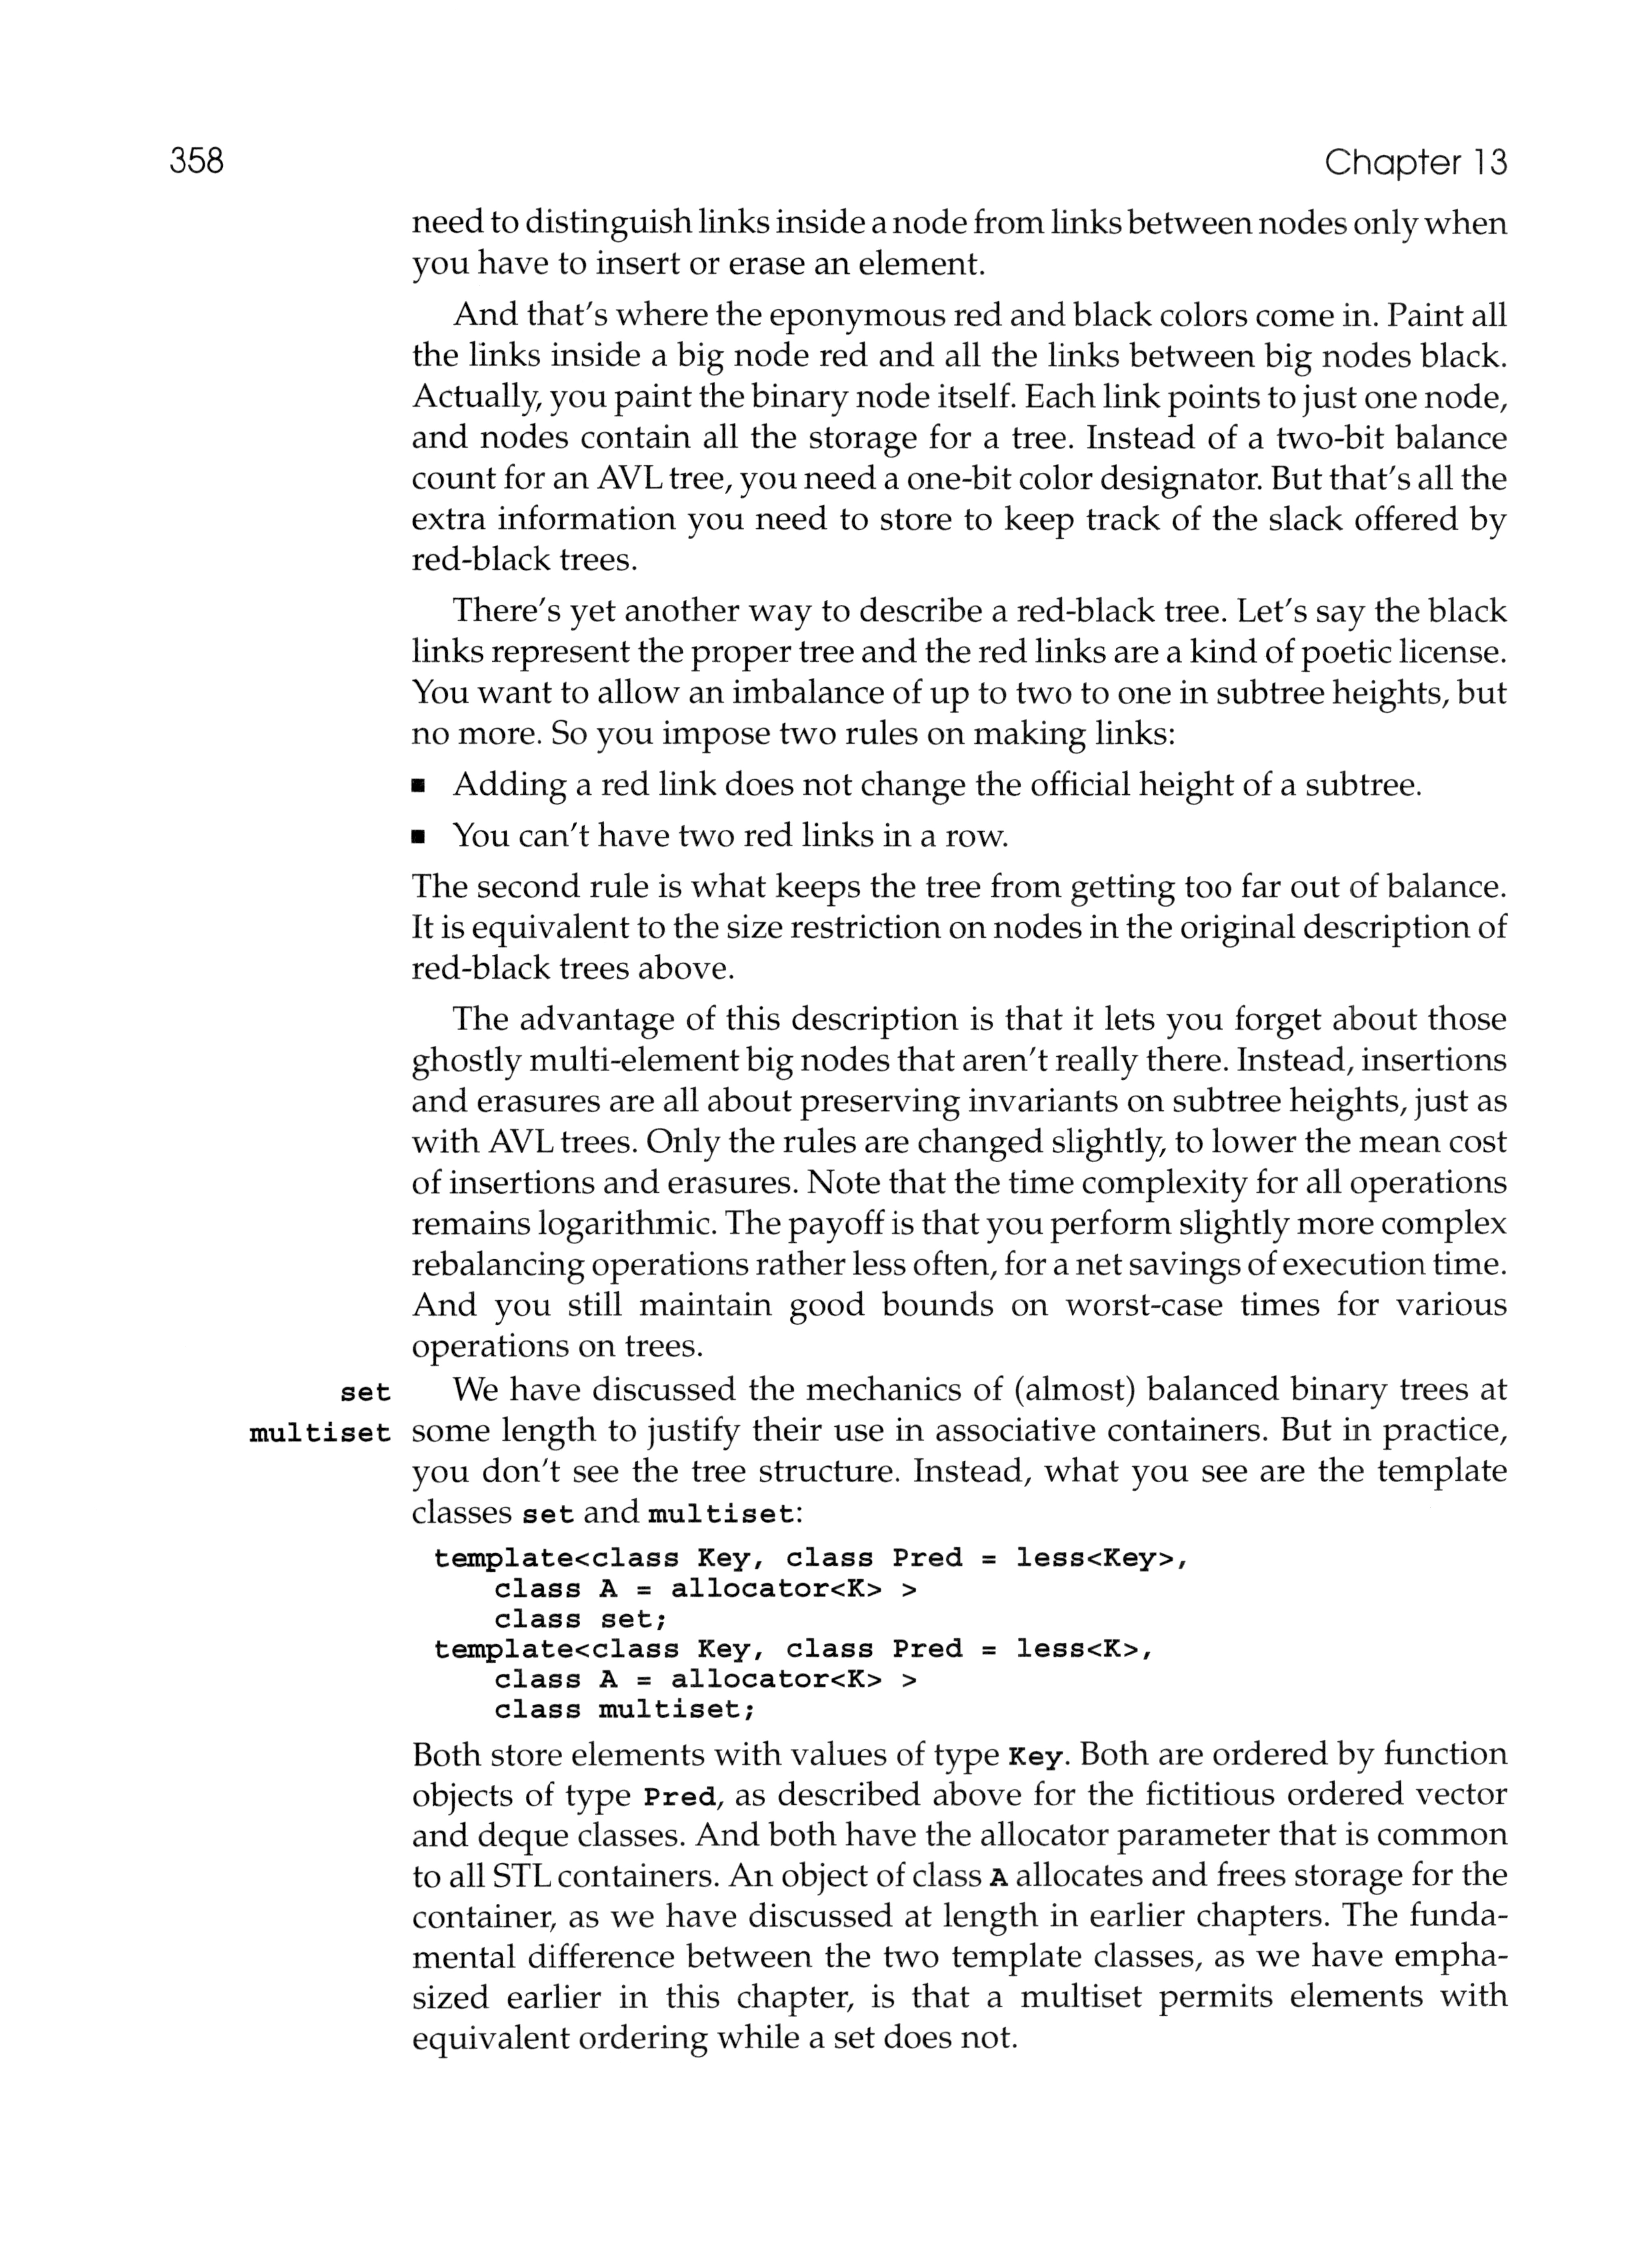 358
Chapter 13
need to distinguish links inside a node from links between nodes only when
you have to insert or erase an element.
And that's where the eponymous red and black colors come in. Paint all
the links inside a big node red and all the links between big nodes black.
Actually, you paint the binary node itself. Each link points to just one node,
and nodes contain all the storage for a tree. Instead of a two-bit balance
count for an AVL tree, you need a one-bit color designator. But that's all the
extra information you need to store to keep track of the slack offered by
red-black trees.
There's yet another way to describe a red-black tree. Let's say the black
links represent the proper tree and the red links are a kind of poetic license.
You want to allow an imbalance of up to two to one in subtree heights, but
no more. So you impose two rules on making links:
▪ Adding a red link does not change the official height of a subtree.
▪ You can't have two red links in a row.
The second rule is what keeps the tree from getting too far out of balance.
It is equivalent to the size restriction on nodes in the original description of
red-black trees above.
The advantage of this description is that it lets you forget about those
ghostly multi-element big nodes that aren't really there. Instead, insertions
and erasures are all about preserving invariants on subtree heights, just as
with AVL trees. Only the rules are changed slightly, to lower the mean cost
of insertions and erasures. Note that the time complexity for all operations
remains logarithmic. The payoff is that you perform slightly more complex
rebalancing operations rather less often, for a net savings of execution time.
And you still maintain good bounds on worst-case times for various
operations on trees.
set We have discussed the mechanics of (almost) balanced binary trees at
multiset some length to justify their use in associative containers. But in practice,
you don't see the tree structure. Instead, what you see are the template
classes set and multiset:
template<class Key, class Pred = less<Key>,
class A = allocator<K> >
class set;
template<class Key, class Pred = less<K>,
class A = allocator<K> >
class multiset;
Both store elements with values of type Key. Both are ordered by function
objects of type Pred, as described above for the fictitious ordered vector
and deque classes. And both have the allocator parameter that is common
to all STL containers. An object of class A allocates and frees storage for the
container, as we have discussed at length in earlier chapters. The funda-
mental difference between the two template classes, as we have empha-
sized earlier in this chapter, is that a multiset permits elements with
equivalent ordering while a set does not.